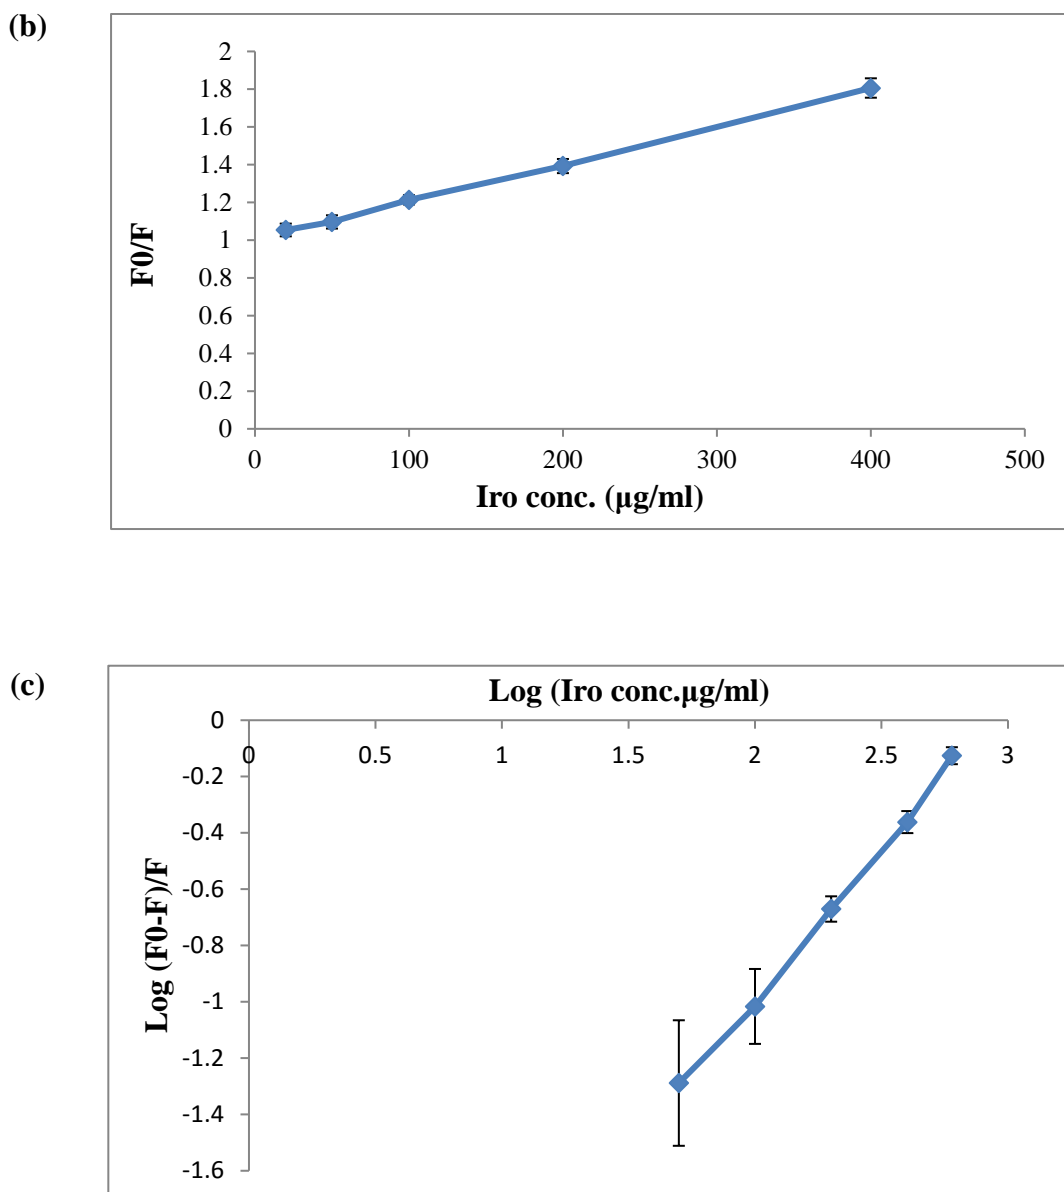 (b)
2
1.8
1.6
1.4
1.2
1
0.8
0.6
0.4
0.2
0
0 100 200 300 400 500
F0/F
Iro conc. (µg/ml)
(c)
Log (Iro conc.µg/ml)
0
0 0.5 1 1.5 2 2.5 3
-0.2
-0.4
-0.6
-0.8
-1
-1.2
-1.4
-1.6
Log (F0-F)/F